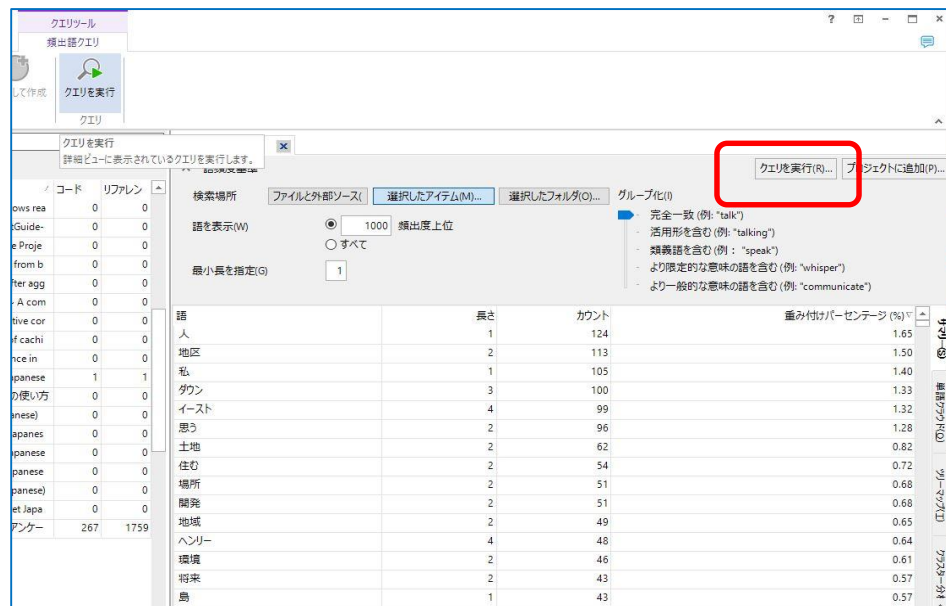 クエリツール
頻出語クエリ
して作成
クエリを実行
クエリ
クエリを実行
詳細ビューに表示されているクエリを実行します。
語頻度基準
クエリを実行(R)...
プロジェクトに追加(P)...
検索場所
ファイルと外部ソース(
選択したアイテム(M)...
選択したフォルダ(O)...
グループ化(I)
完全一致 (例: "talk")
語を表示(W)
1000 頻出度上位
活用形を含む (例: "talking")
すべて
類義語を含む (例： "speak")
最小長を指定(G)
1
より限定的な意味の語を含む (例: "whisper")
より一般的な意味の語を含む (例: "communicate")
コード リファレン
ows rea 0 0
tGuide- 0 0
e Proje 0 0
from b 0 0
fter agg 0 0
A com 0 0
tive cor 0 0
of cachi 0 0
nce in 0 0
apanese 1 1
の使い方 0 0
anese) 0 0
apanes 0 0
apanese 0 0
panese 0 0
panese) 0 0
et Japa 0 0
アンケー 267 1759
語 長さ カウント 重み付けパーセンテージ (%)
人 1 124 1.65
地区 2 113 1.50
私 1 105 1.40
ダウン 3 100 1.33
イースト 4 99 1.32
思う 2 96 1.28
土地 2 62 0.82
住む 2 54 0.72
場所 2 51 0.68
開発 2 51 0.68
地域 2 49 0.65
ヘンリー 4 48 0.64
環境 2 46 0.61
将来 2 43 0.57
島 1 43 0.57
サマリー(S)
単語クラウド(O)
ツリーマップ(T)
クラスター分析